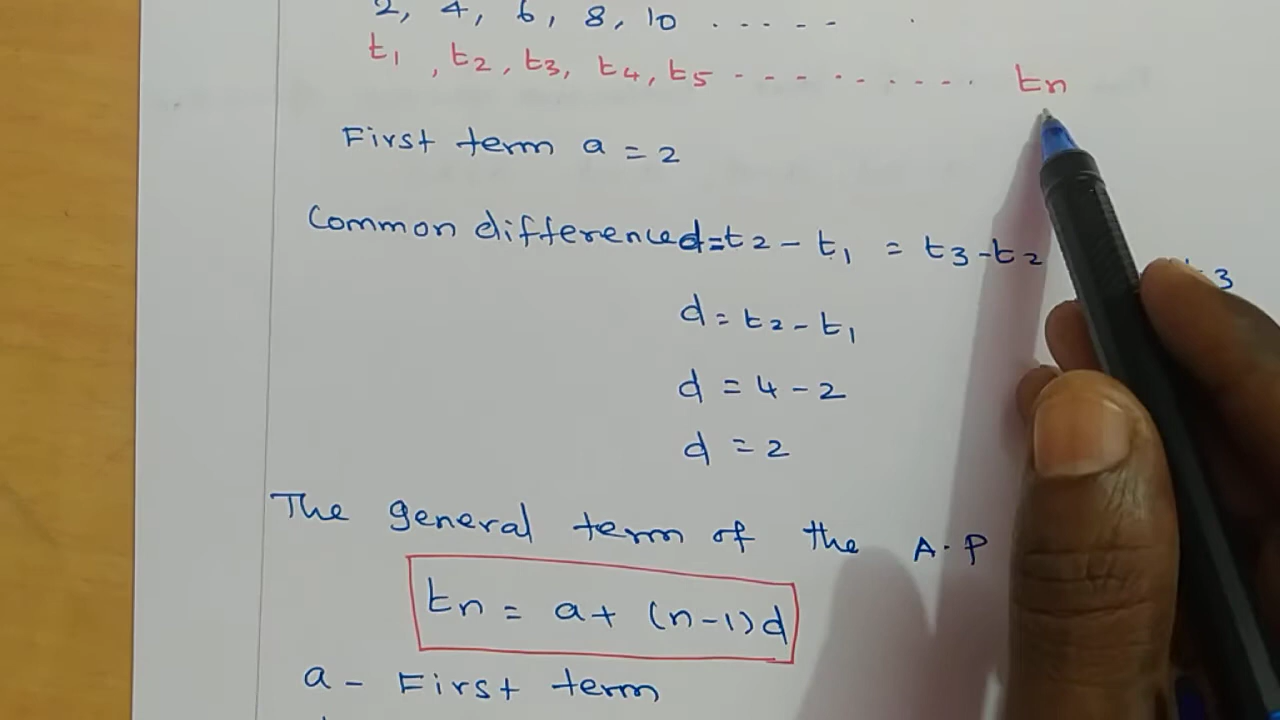 2, 4, 6, 8, 10 . . . . .
t1, t2, t3, t4, t5 - - - - - - - - - - tn
First term a = 2
Common difference d = t2 - t1 = t3 - t2
d = t2 - t1
d = 4 - 2
d = 2
The general term of the A.P
tn = a + (n-1)d
a - First term